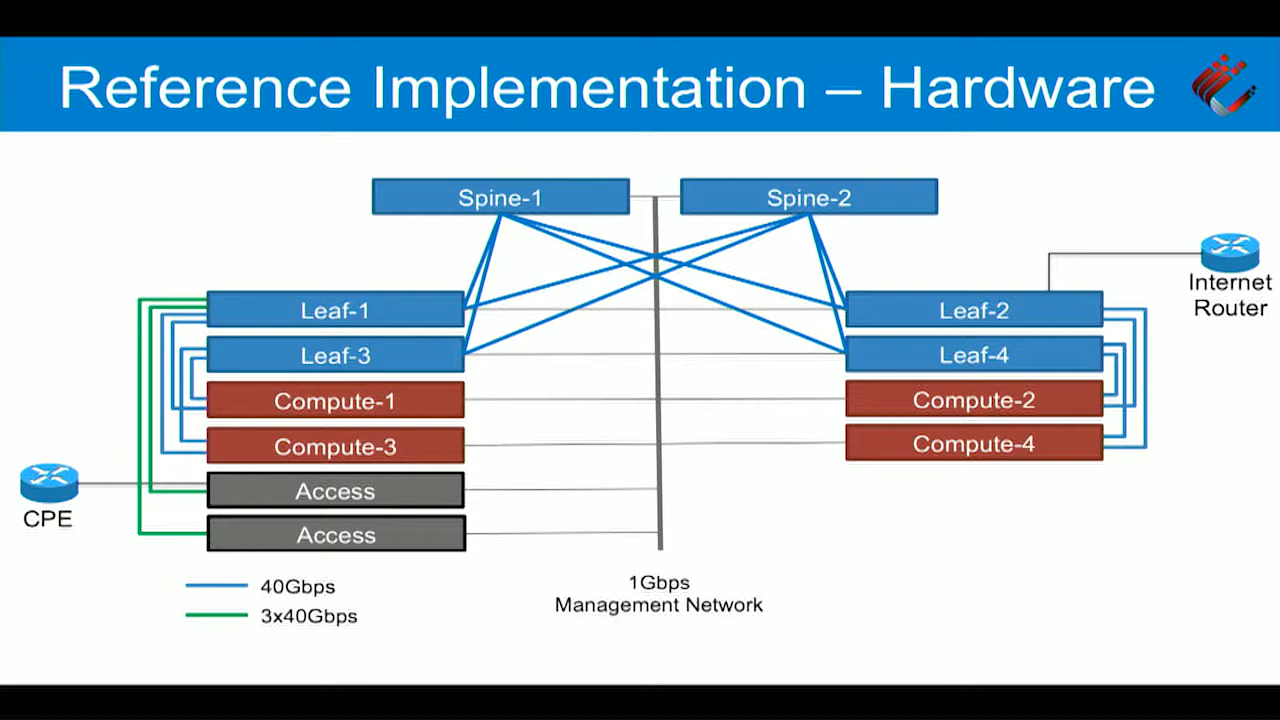 Reference Implementation – Hardware
Spine-1
Spine-2
Internet
Router
Leaf-1
Leaf-2
Leaf-3
Leaf-4
Compute-1
Compute-2
Compute-3
Compute-4
Access
CPE
Access
40Gbps
3x40Gbps
1Gbps
Management Network